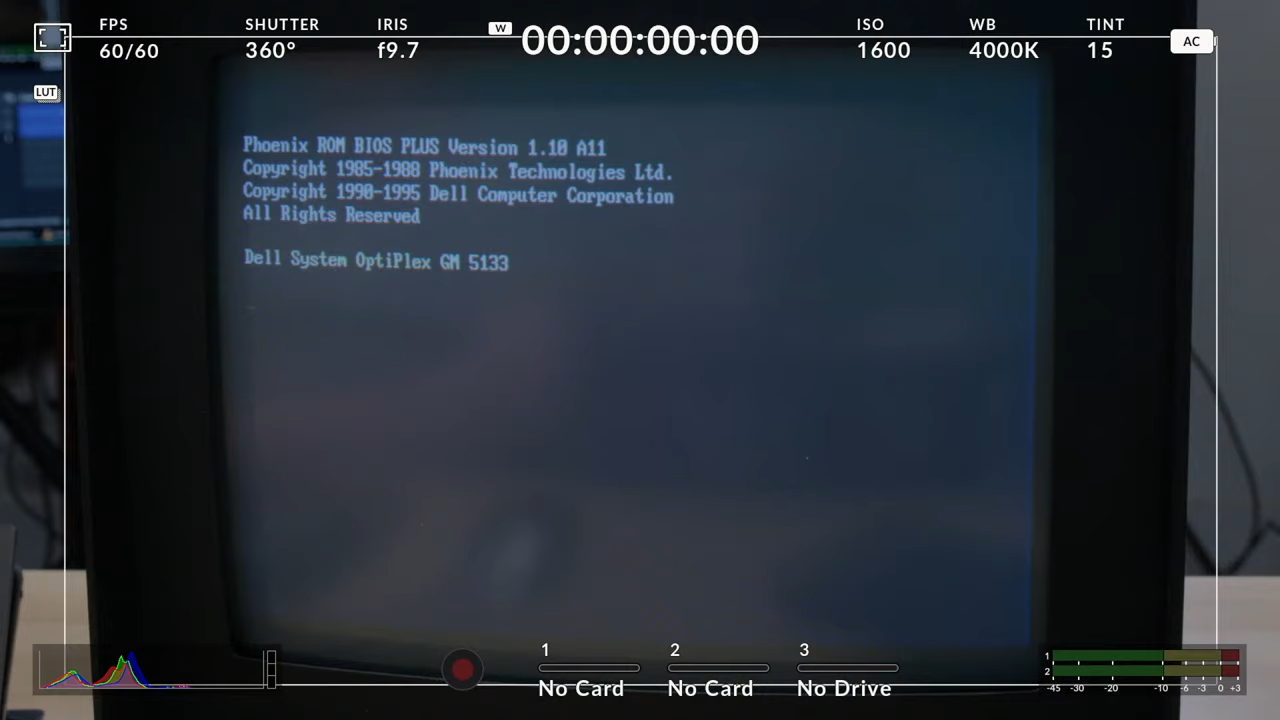 FPS SHUTTER IRIS W 00:00:00:00 ISO WB TINT AC
60/60 360° f9.7 1600 4000K 15
LUT
Phoenix ROM BIOS PLUS Version 1.10 A11
Copyright 1985-1988 Phoenix Technologies Ltd.
Copyright 1990-1995 Dell Computer Corporation
All Rights Reserved
Dell System OptiPlex GM 5133
1 2 3
No Card No Card No Drive
1
2
-45 -30 -20 -10 -6 -3 0 +3